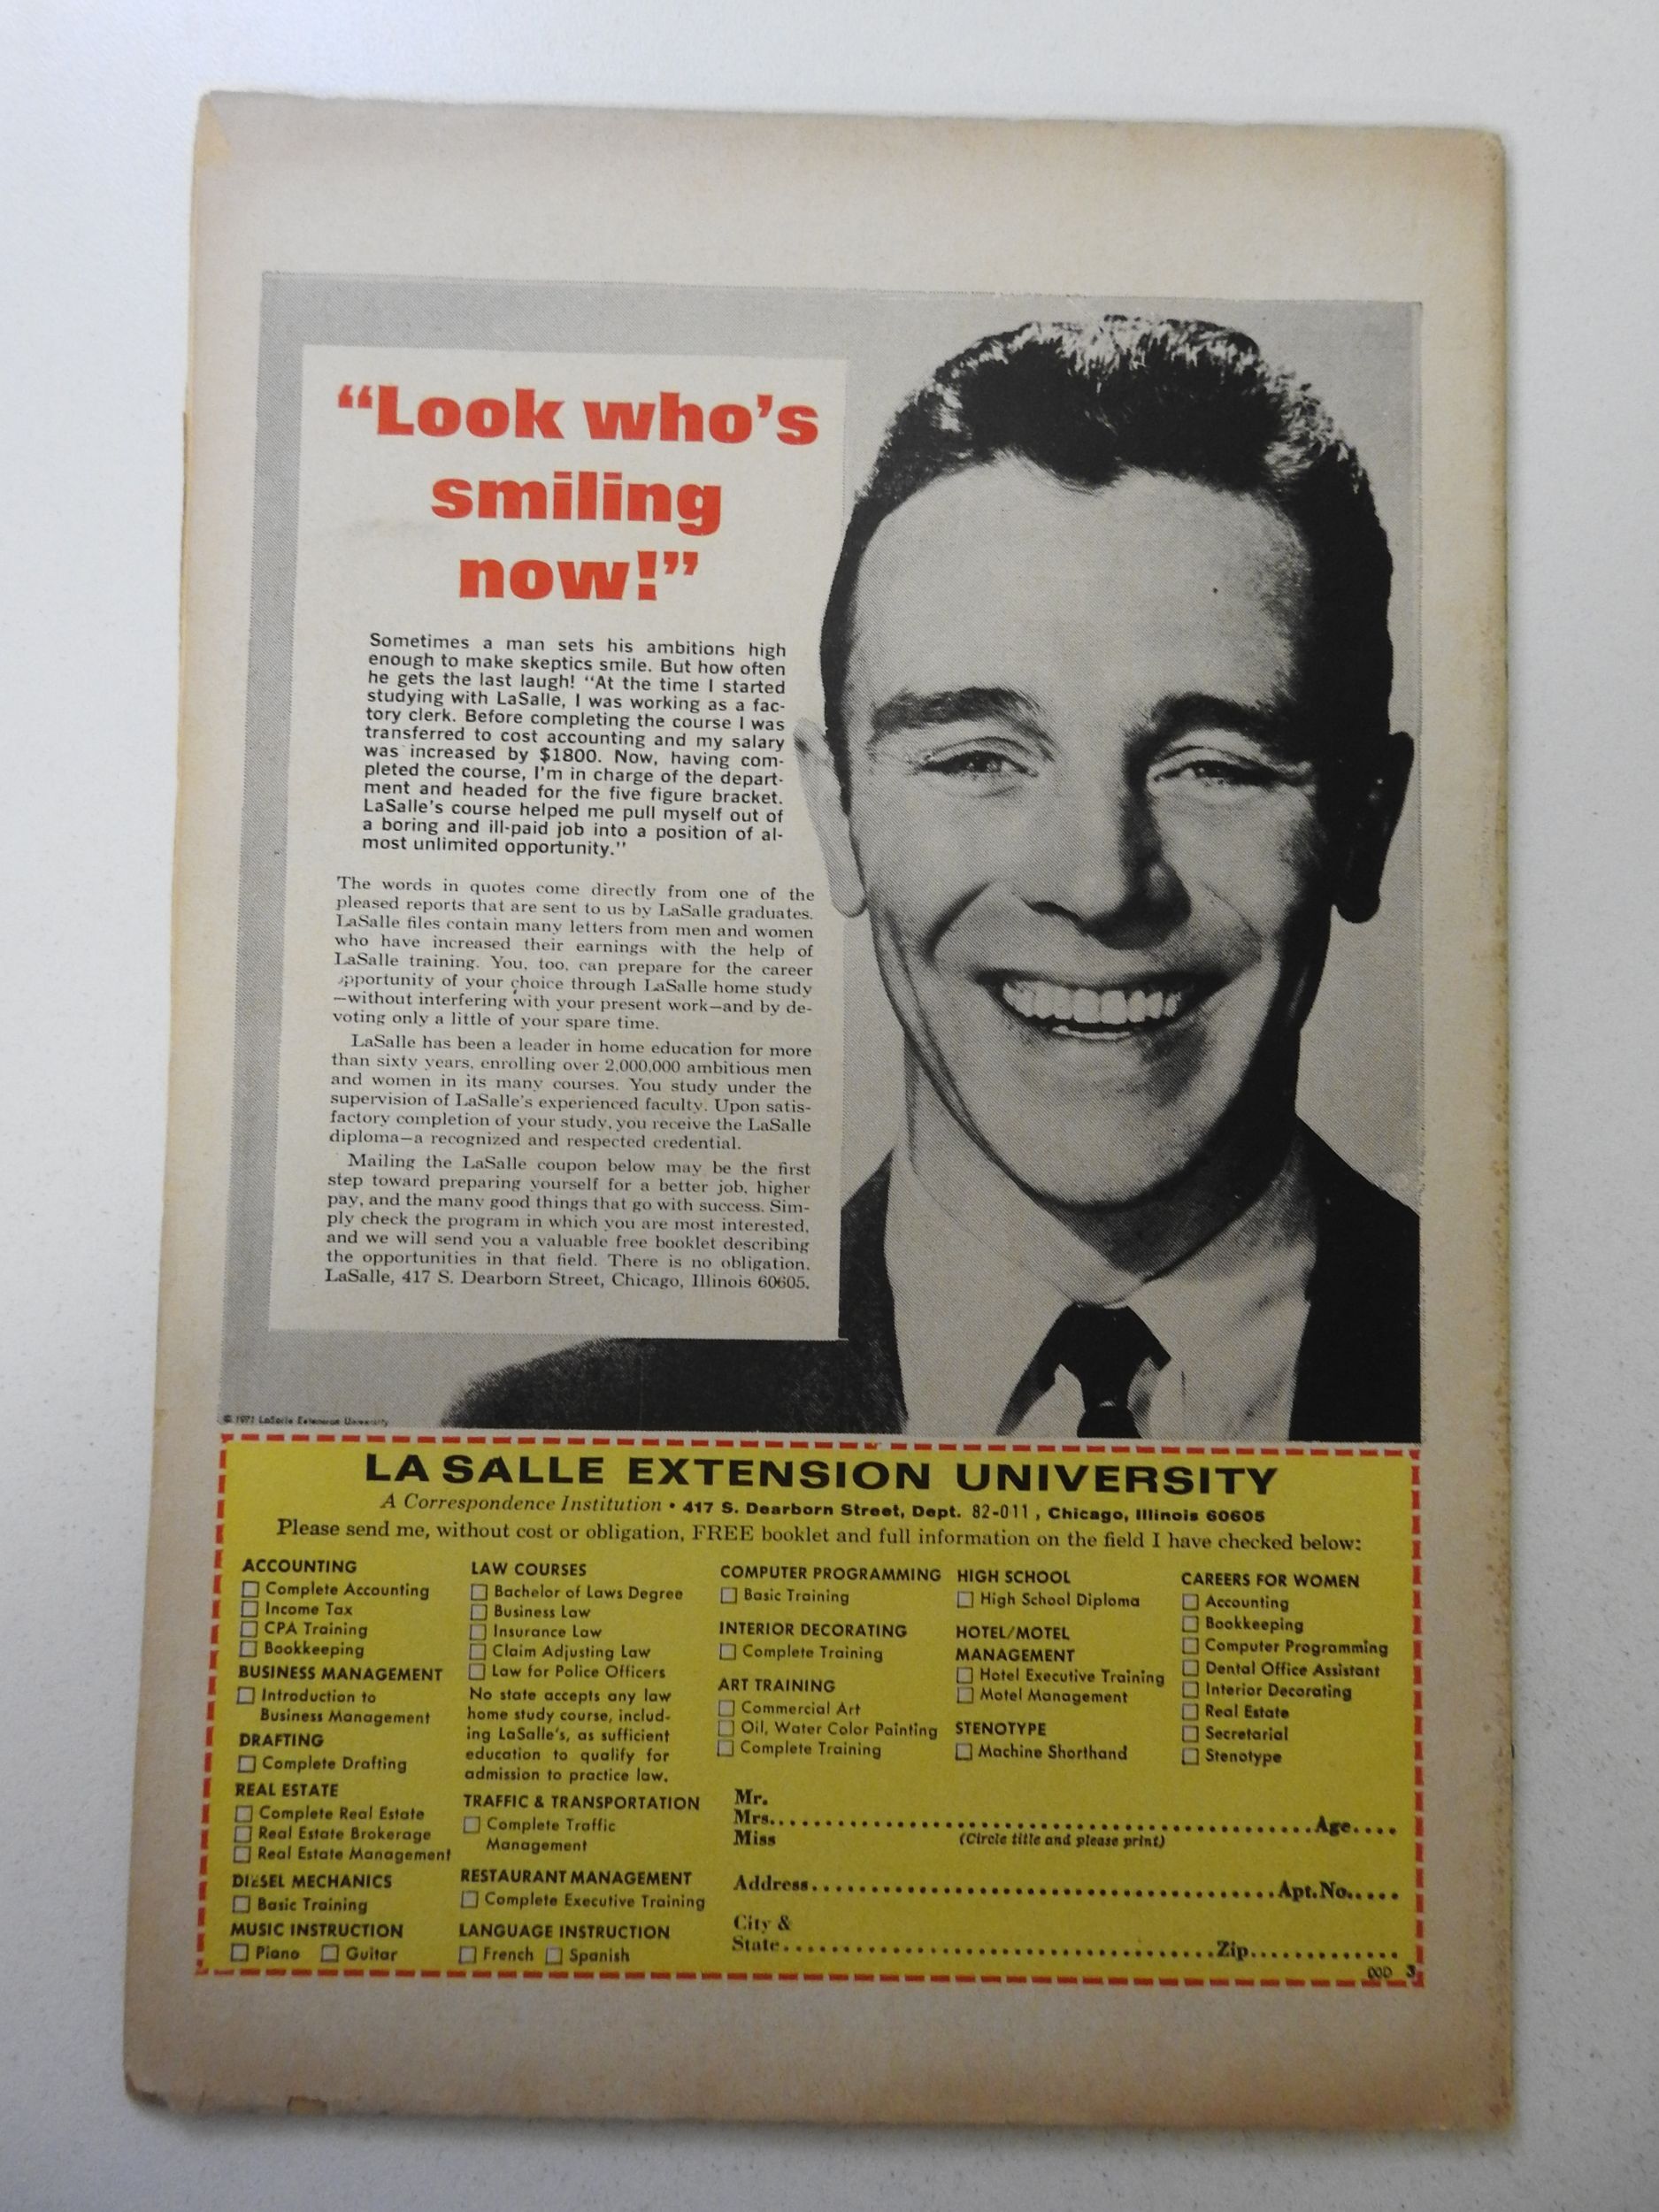 “Look who’s
smiling
now!”
Sometimes a man sets his ambitions high
enough to make skeptics smile. But how often
he gets the last laugh! “At the time I started
studying with LaSalle, I was working as a fac-
tory clerk. Before completing the course I was
transferred to cost accounting and my salary
was increased by $1800. Now, having com-
pleted the course, I’m in charge of the depart-
ment and headed for the five figure bracket.
LaSalle’s course helped me pull myself out of
a boring and ill-paid job into a position of al-
most unlimited opportunity.”
The words in quotes come directly from one of the
pleased reports that are sent to us by LaSalle graduates.
LaSalle files contain many letters from men and women
who have increased their earnings with the help of
LaSalle training. You, too, can prepare for the career
opportunity of your choice through LaSalle home study
—without interfering with your present work—and by de-
voting only a little of your spare time.
LaSalle has been a leader in home education for more
than sixty years, enrolling over 2,000,000 ambitious men
and women in its many courses. You study under the
supervision of LaSalle’s experienced faculty. Upon satis-
factory completion of your study, you receive the LaSalle
diploma—a recognized and respected credential.
Mailing the LaSalle coupon below may be the first
step toward preparing yourself for a better job, higher
pay, and the many good things that go with success. Sim-
ply check the program in which you are most interested,
and we will send you a valuable free booklet describing
the opportunities in that field. There is no obligation.
LaSalle, 417 S. Dearborn Street, Chicago, Illinois 60605.
© 1971 LaSalle Extension University
LA SALLE EXTENSION UNIVERSITY
A Correspondence Institution • 417 S. Dearborn Street, Dept. 82-011, Chicago, Illinois 60605
Please send me, without cost or obligation, FREE booklet and full information on the field I have checked below:
ACCOUNTING
Complete Accounting
Income Tax
CPA Training
Bookkeeping
BUSINESS MANAGEMENT
Introduction to
Business Management
DRAFTING
Complete Drafting
REAL ESTATE
Complete Real Estate
Real Estate Brokerage
Real Estate Management
DIESEL MECHANICS
Basic Training
MUSIC INSTRUCTION
Piano Guitar
LAW COURSES
Bachelor of Laws Degree
Business Law
Insurance Law
Claim Adjusting Law
Law for Police Officers
No state accepts any law
home study course, includ-
ing LaSalle’s, as sufficient
education to qualify for
admission to practice law.
TRAFFIC & TRANSPORTATION
Complete Traffic
Management
RESTAURANT MANAGEMENT
Complete Executive Training
LANGUAGE INSTRUCTION
French Spanish
COMPUTER PROGRAMMING
Basic Training
INTERIOR DECORATING
Complete Training
ART TRAINING
Commercial Art
Oil, Water Color Painting
Complete Training
HIGH SCHOOL
High School Diploma
HOTEL/MOTEL
MANAGEMENT
Hotel Executive Training
Motel Management
STENOTYPE
Machine Shorthand
CAREERS FOR WOMEN
Accounting
Bookkeeping
Computer Programming
Dental Office Assistant
Interior Decorating
Real Estate
Secretarial
Stenotype
Mr.
Mrs. Age
Miss (Circle title and please print)
Address Apt.No.
City &
State Zip
3